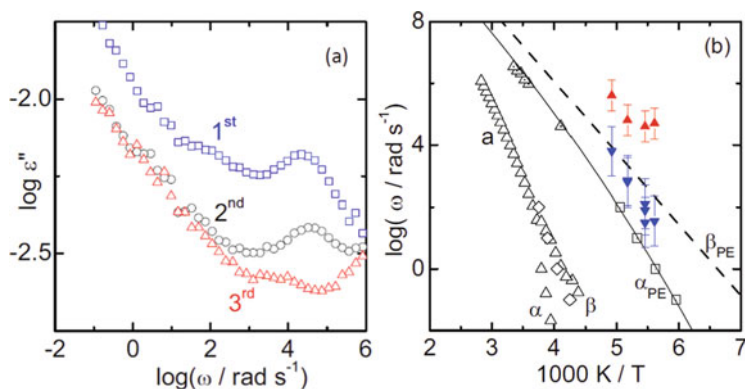 (a)
-2.0
-2.5
log ε''
1st
2nd
3rd
0 2 4 6
log(ω / rad s-1)
(b)
8
4
0
log(ω / rad s-1)
a
α
β
αPE
βPE
2 3 4 5 6 7
1000 K / T